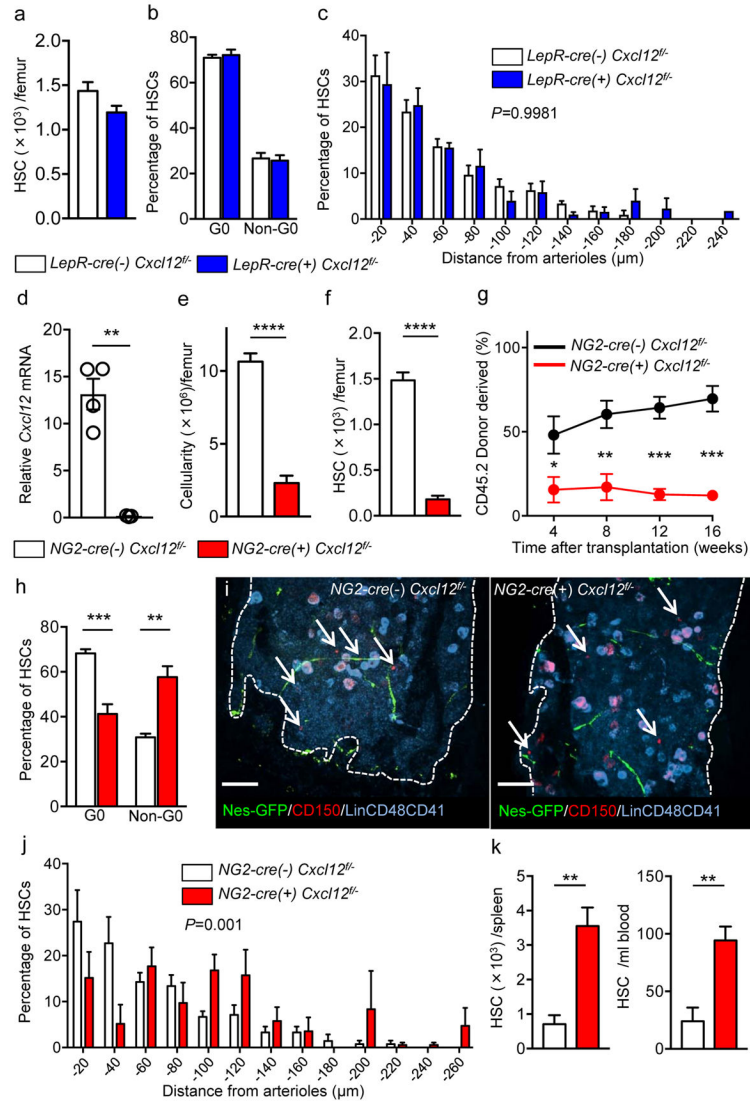 a
HSC (×10³) /femur
2.0
1.5
1.0
0.5
0.0
b
Percentage of HSCs
80
60
40
20
0
G0 Non-G0
c
Percentage of HSCs
40
30
20
10
0
LepR-cre(-) Cxcl12f/-
LepR-cre(+) Cxcl12f/-
P=0.9981
-20 -40 -60 -80 -100 -120 -140 -160 -180 -200 -220 -240
Distance from arterioles (µm)
LepR-cre(-) Cxcl12f/- LepR-cre(+) Cxcl12f/-
d
Relative Cxcl12 mRNA
20
15
10
5
0
**
e
Cellularity (×10⁶)/femur
15
10
5
0
****
f
HSC (×10³) /femur
2.0
1.5
1.0
0.5
0.0
****
g
CD45.2 Donor derived (%)
100
50
0
NG2-cre(-) Cxcl12f/-
NG2-cre(+) Cxcl12f/-
* ** *** ***
4 8 12 16
Time after transplantation (weeks)
NG2-cre(-) Cxcl12f/- NG2-cre(+) Cxcl12f/-
h
Percentage of HSCs
80
60
40
20
0
*** **
G0 Non-G0
i
NG2-cre(-) Cxcl12f/-
NG2-cre(+) Cxcl12f/-
Nes-GFP/CD150/LinCD48CD41
Nes-GFP/CD150/LinCD48CD41
j
Percentage of HSCs
40
30
20
10
0
NG2-cre(-) Cxcl12f/-
NG2-cre(+) Cxcl12f/-
P=0.001
-20 -40 -60 -80 -100 -120 -140 -160 -180 -200 -220 -240 -260
Distance from arterioles (µm)
k
HSC (×10³) /spleen
5
4
3
2
1
0
**
HSC /ml blood
150
100
50
0
**